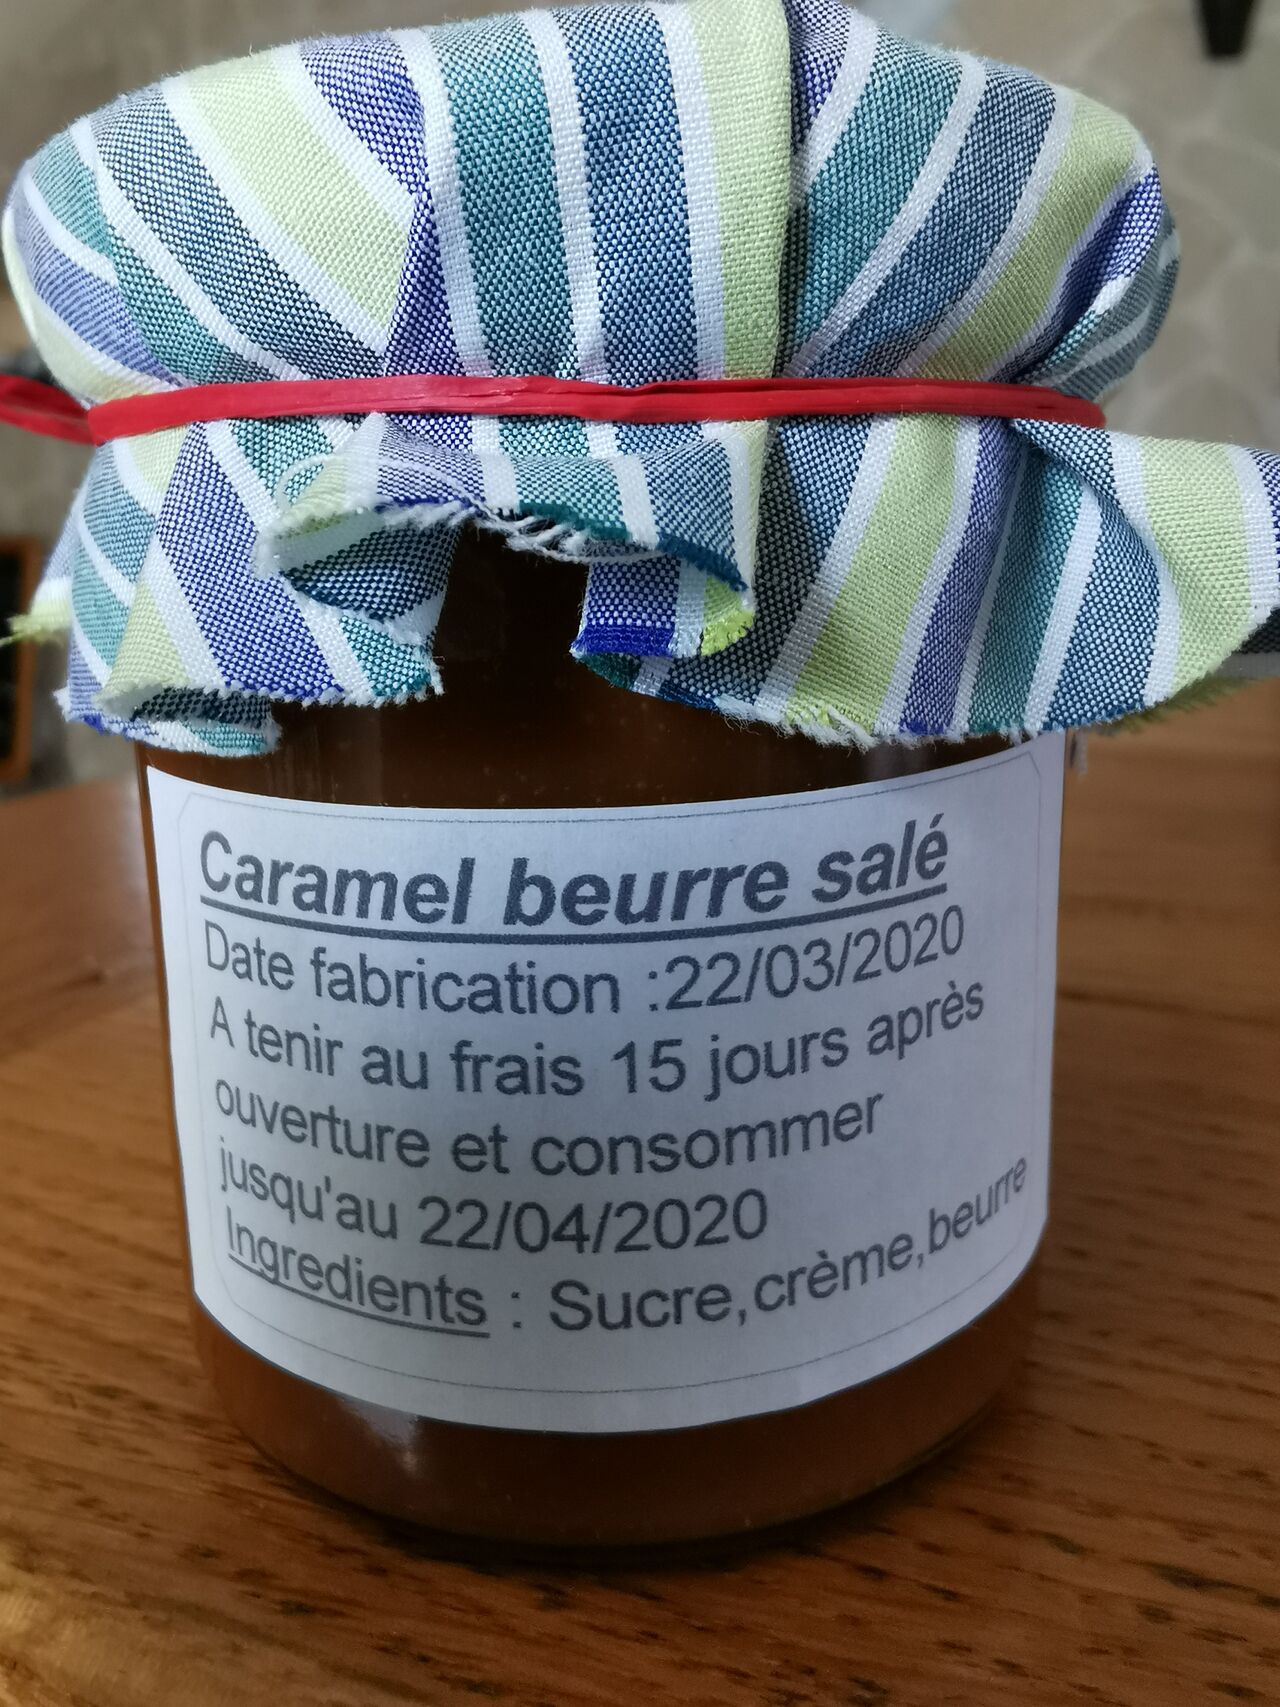 Caramel beurre salé
Date fabrication :22/03/2020
A tenir au frais 15 jours après
ouverture et consommer
jusqu'au 22/04/2020
Ingredients : Sucre,crème,beurre